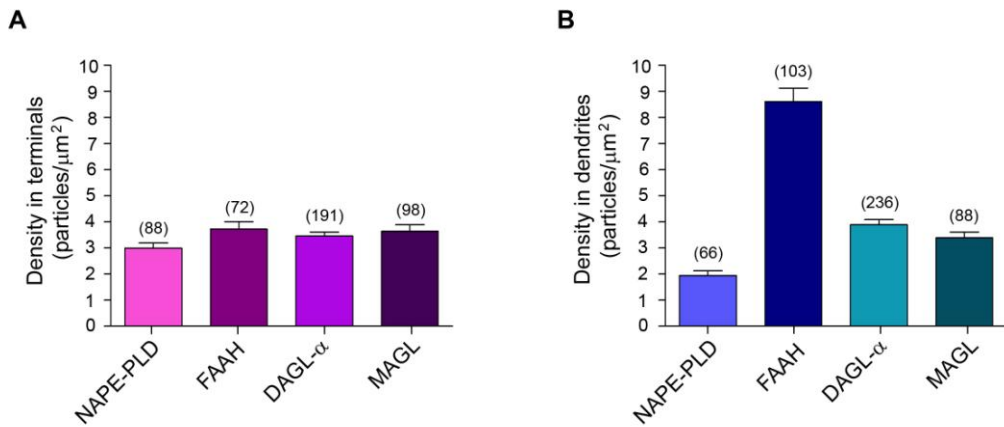 A
Density in terminals
(particles/μm²)
10
9
8
7
6
5
4
3
2
1
0
(88)
(72)
(191)
(98)
NAPE-PLD
FAAH
DAGL-α
MAGL
B
Density in dendrites
(particles/μm²)
10
9
8
7
6
5
4
3
2
1
0
(66)
(103)
(236)
(88)
NAPE-PLD
FAAH
DAGL-α
MAGL